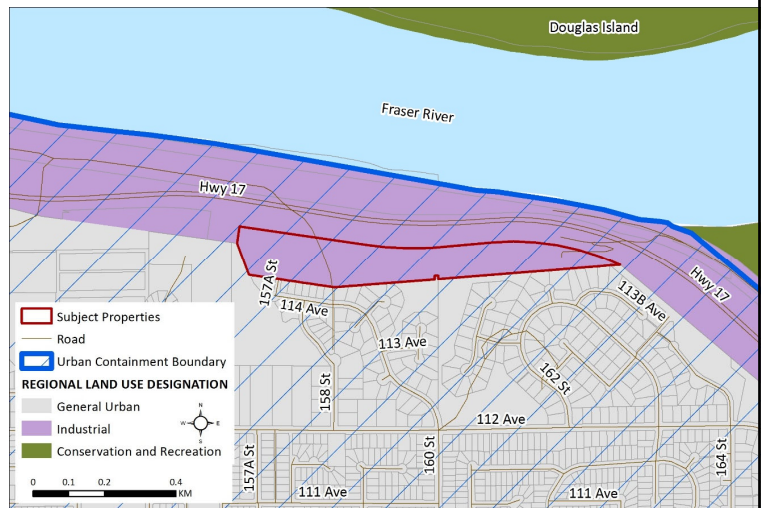 Douglas Island
Fraser River
Hwy 17
Hwy 17
157A St
114 Ave
113B Ave
113 Ave
162 St
158 St
112 Ave
157A St
160 St
164 St
111 Ave
111 Ave
Subject Properties
Road
Urban Containment Boundary
REGIONAL LAND USE DESIGNATION
General Urban
Industrial
Conservation and Recreation
N
W
E
S
0 0.1 0.2 0.4
KM